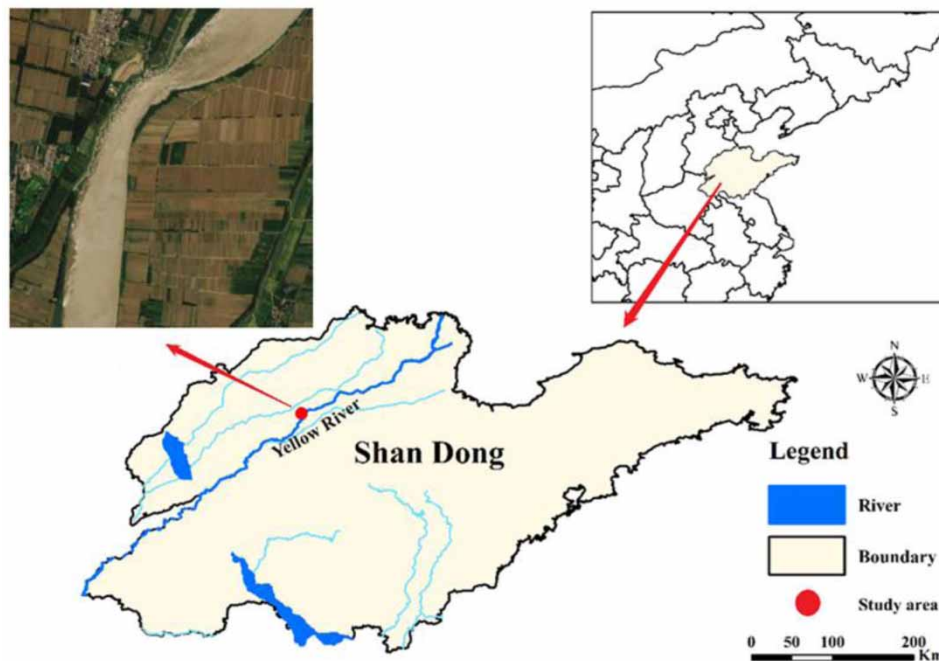 N
W
H
S
Yellow River
Shan Dong
Legend
River
Boundary
Study area
0 50 100 200
Km